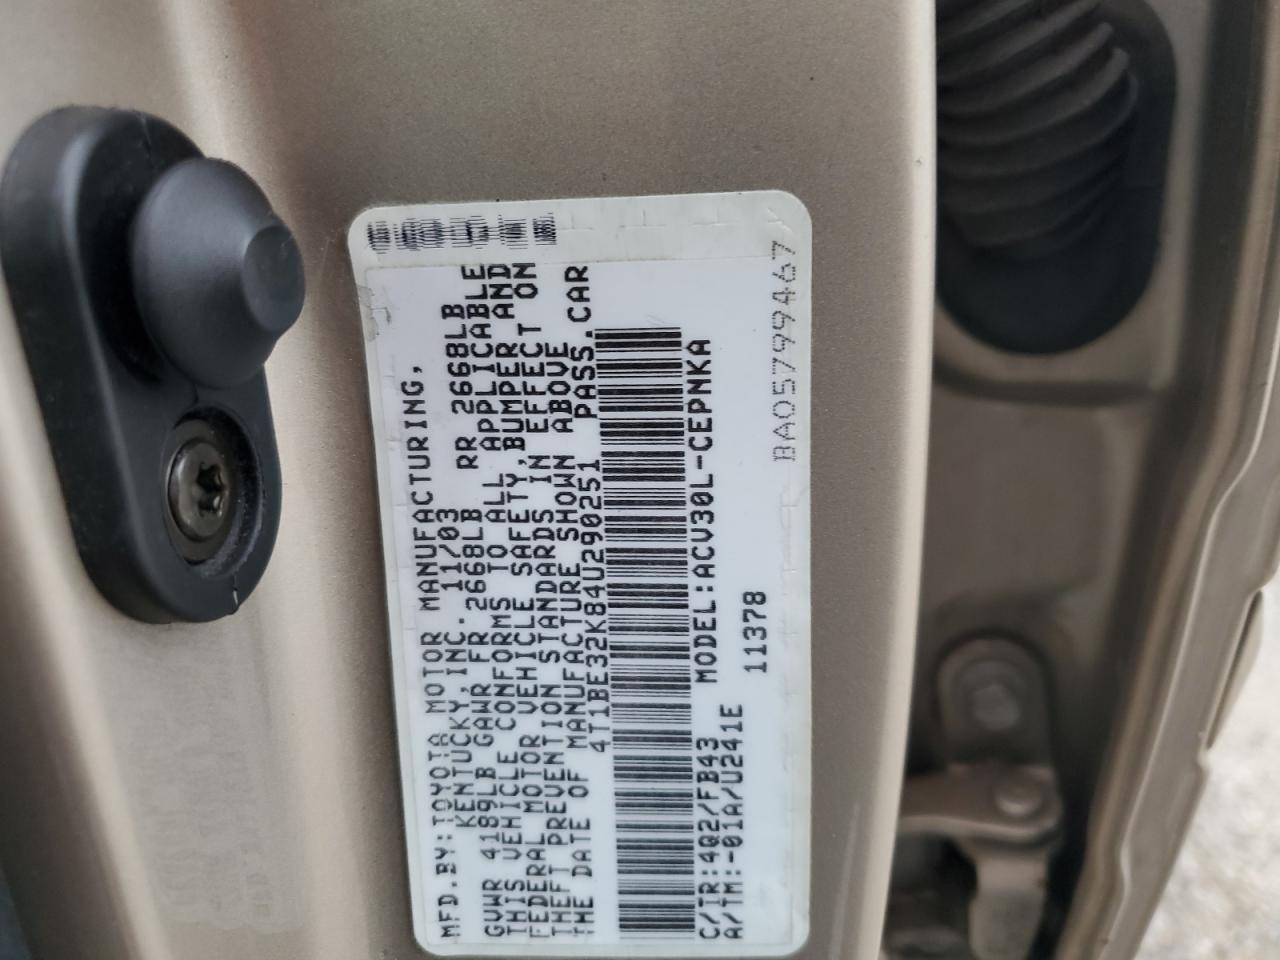 MFD.BY:TOYOTA MOTOR MANUFACTURING,
KENTUCKY,INC. 11/03
GVWR 4189LB GAWR FR 2668LB RR 2668LB
THIS VEHICLE CONFORMS TO ALL APPLICABLE
FEDERAL MOTOR VEHICLE SAFETY,BUMPER AND
THEFT PREVENTION STANDARDS IN EFFECT ON
THE DATE OF MANUFACTURE SHOWN ABOVE
4T1BE32K84U290251 PASS.CAR
C/TR:4Q2/FB43 MODEL:ACV30L-CEPNKA
A/TM:-01A/U241E 11378
BA05799467